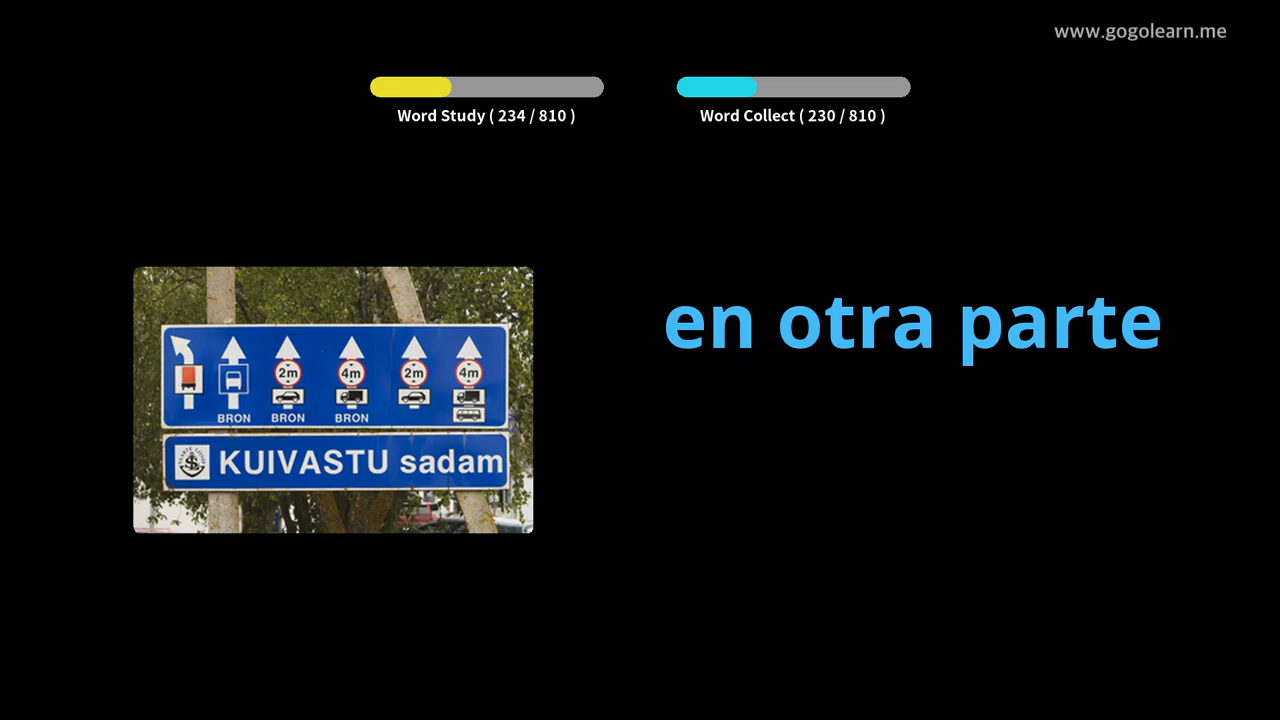 www.gogolearn.me
Word Study ( 234 / 810 )
Word Collect ( 230 / 810 )
en otra parte
2m
4m
2m
4m
BRON
BRON
BRON
KUIVASTU sadam